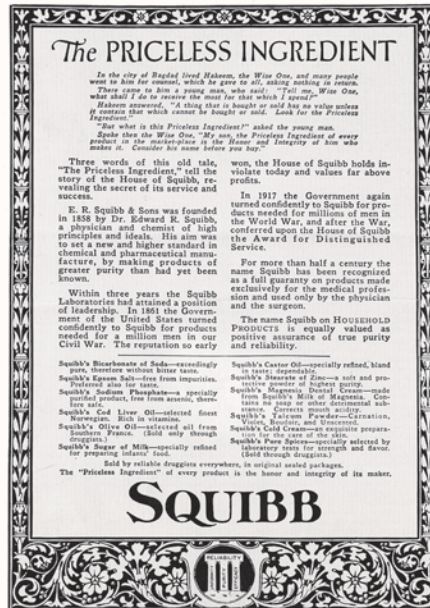 The PRICELESS INGREDIENT
In the city of Bagdad lived Hakeem, the Wise One, and many people
went to him for counsel, which he gave to all, asking nothing in return.
There came to him a young man, who said: "Tell me, Wise One,
what shall I do to receive the most for that which I spend?"
Hakeem answered, "A thing that is bought or sold has no value unless
it contain that which cannot be bought or sold. Look for the Priceless
Ingredient."
"But what is this Priceless Ingredient?" asked the young man.
Spoke then the Wise One, "My son, the Priceless Ingredient of every
product in the market-place is the Honor and Integrity of him who
makes it. Consider his name before you buy."
Three words of this old tale,
"The Priceless Ingredient," tell the
story of the House of Squibb, re-
vealing the secret of its service and
success.
E. R. Squibb & Sons was founded
in 1858 by Dr. Edward R. Squibb,
a physician and chemist of high
principles and ideals. His aim was
to set a new and higher standard in
chemical and pharmaceutical manu-
facture, by making products of
greater purity than had yet been
known.
Within three years the Squibb
Laboratories had attained a position
of leadership. In 1861 the Govern-
ment of the United States turned
confidently to Squibb for products
needed for a million men in our
Civil War. The reputation so early
won, the House of Squibb holds in-
violate today and values far above
profits.
In 1917 the Government again
turned confidently to Squibb for pro-
ducts needed for millions of men in
the World War, and after the War,
conferred upon the House of Squibb
the Award for Distinguished
Service.
For more than half a century the
name Squibb has been recognized
as a full guaranty on products made
exclusively for the medical profes-
sion and used only by the physician
and the surgeon.
The name Squibb on HOUSEHOLD
PRODUCTS is equally valued as
positive assurance of true purity
and reliability.
Squibb's Bicarbonate of Soda—exceedingly
pure, therefore without bitter taste.
Squibb's Epsom Salt—free from impurities.
Preferred also for taste.
Squibb's Sodium Phosphate—a specially
purified product, free from arsenic, there-
fore safe.
Squibb's Cod Liver Oil—selected finest
Norwegian. Rich in vitamine.
Squibb's Olive Oil—selected oil from
Southern France. (Sold only through
druggists.)
Squibb's Sugar of Milk—specially refined
for preparing infants' food.
Squibb's Castor Oil—specially refined, bland
in taste; dependable.
Squibb's Stearate of Zinc—a soft and pro-
tective powder of highest purity.
Squibb's Magnesia Dental Cream—made
from Squibb's Milk of Magnesia. Con-
tains no soap or other detrimental sub-
stance. Corrects mouth acidity.
Squibb's Talcum Powder—Carnation,
Violet, Boudoir, and Unscented.
Squibb's Cold Cream—an exquisite prepara-
tion for the care of the skin.
Squibb's Pure Spices—specially selected by
laboratory tests for strength and flavor.
(Sold through druggists.)
Sold by reliable druggists everywhere, in original sealed packages.
The "Priceless Ingredient" of every product is the honor and integrity of its maker.
SQUIBB
RELIABILITY